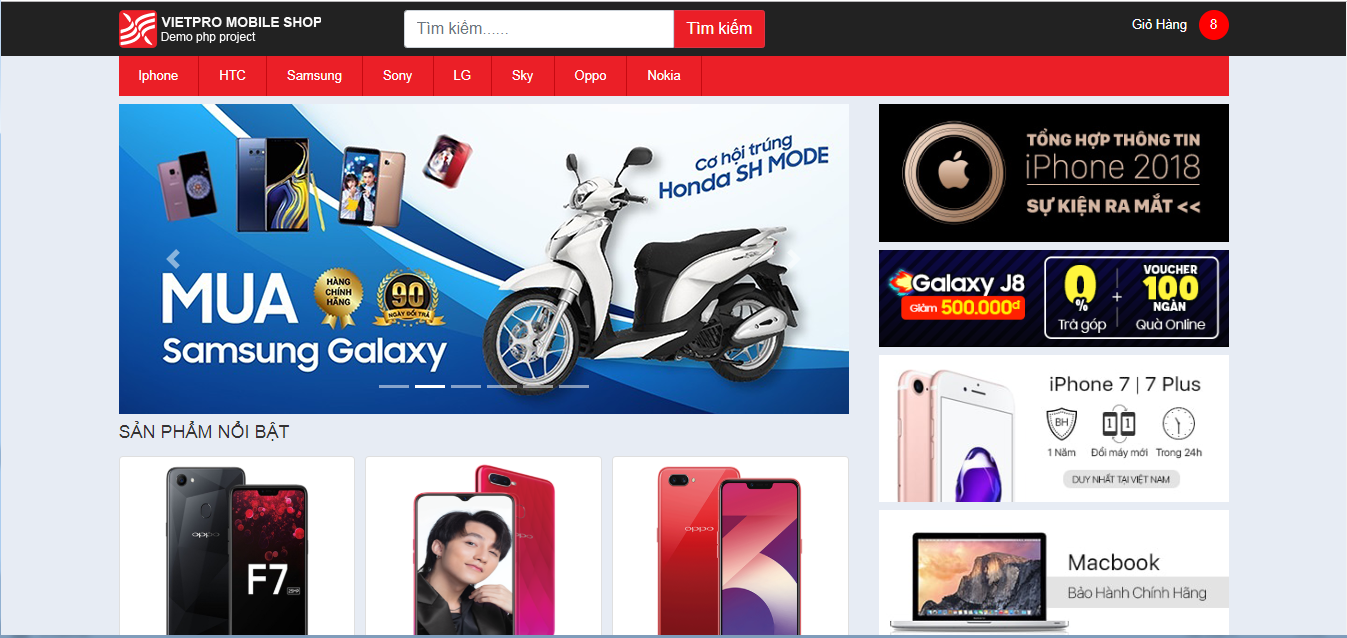 VIETPRO MOBILE SHOP
Demo php project
Tìm kiếm......
Tìm kiếm
Giỏ Hàng
8
Iphone
HTC
Samsung
Sony
LG
Sky
Oppo
Nokia
Cơ hội trúng
Honda SH MODE
MUA
HÀNG
CHÍNH
HÃNG
90
NGÀY ĐỔI TRẢ
Samsung Galaxy
TỔNG HỢP THÔNG TIN
iPhone 2018
SỰ KIỆN RA MẮT <<
Galaxy J8
Giảm 500.000đ
0
%
Trả góp
+
VOUCHER
100
NGÀN
Quà Online
iPhone 7 | 7 Plus
BH
1 1
1 Năm
Đổi máy mới
Trong 24h
DUY NHẤT TẠI VIỆT NAM
Macbook
Bảo Hành Chính Hãng
SẢN PHẨM NỔI BẬT
oppo
F7
oppo